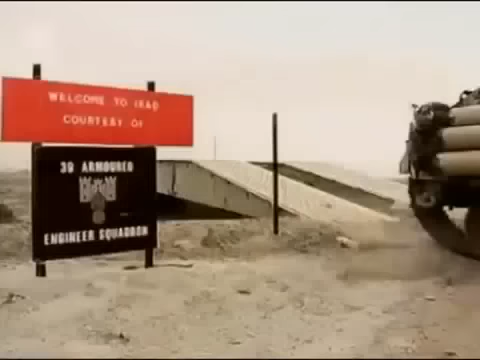 WELCOME TO IRAQ
COURTESY OF
39 ARMOURED
ENGINEER SQUADRON